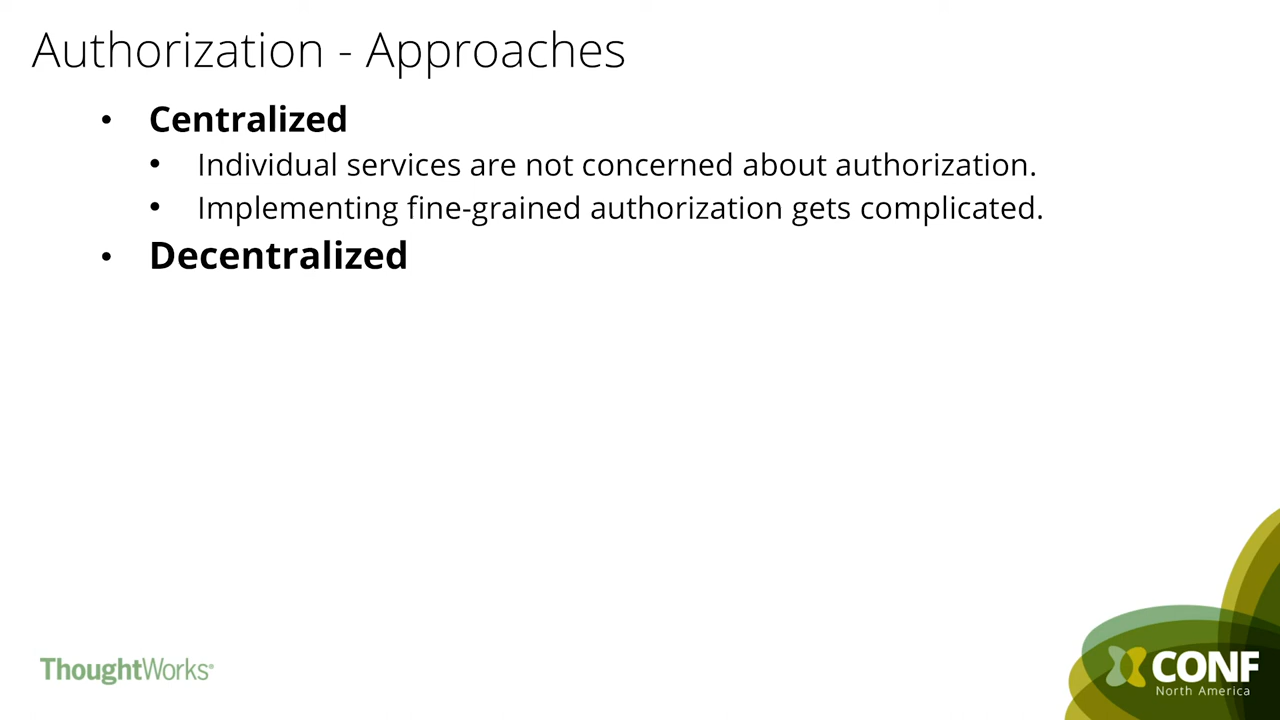 Authorization - Approaches
• Centralized
• Individual services are not concerned about authorization.
• Implementing fine-grained authorization gets complicated.
• Decentralized
ThoughtWorks®
CONF
North America